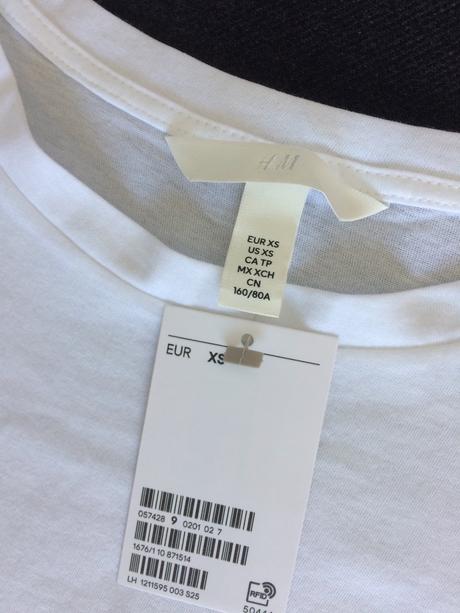 H&M
EUR XS
US XS
CA TP
MX XCH
CN
160/80A
EUR XS
057428 9 0201 02 7
1676/1 10 871514
LH 1211595 003 S25
RFID